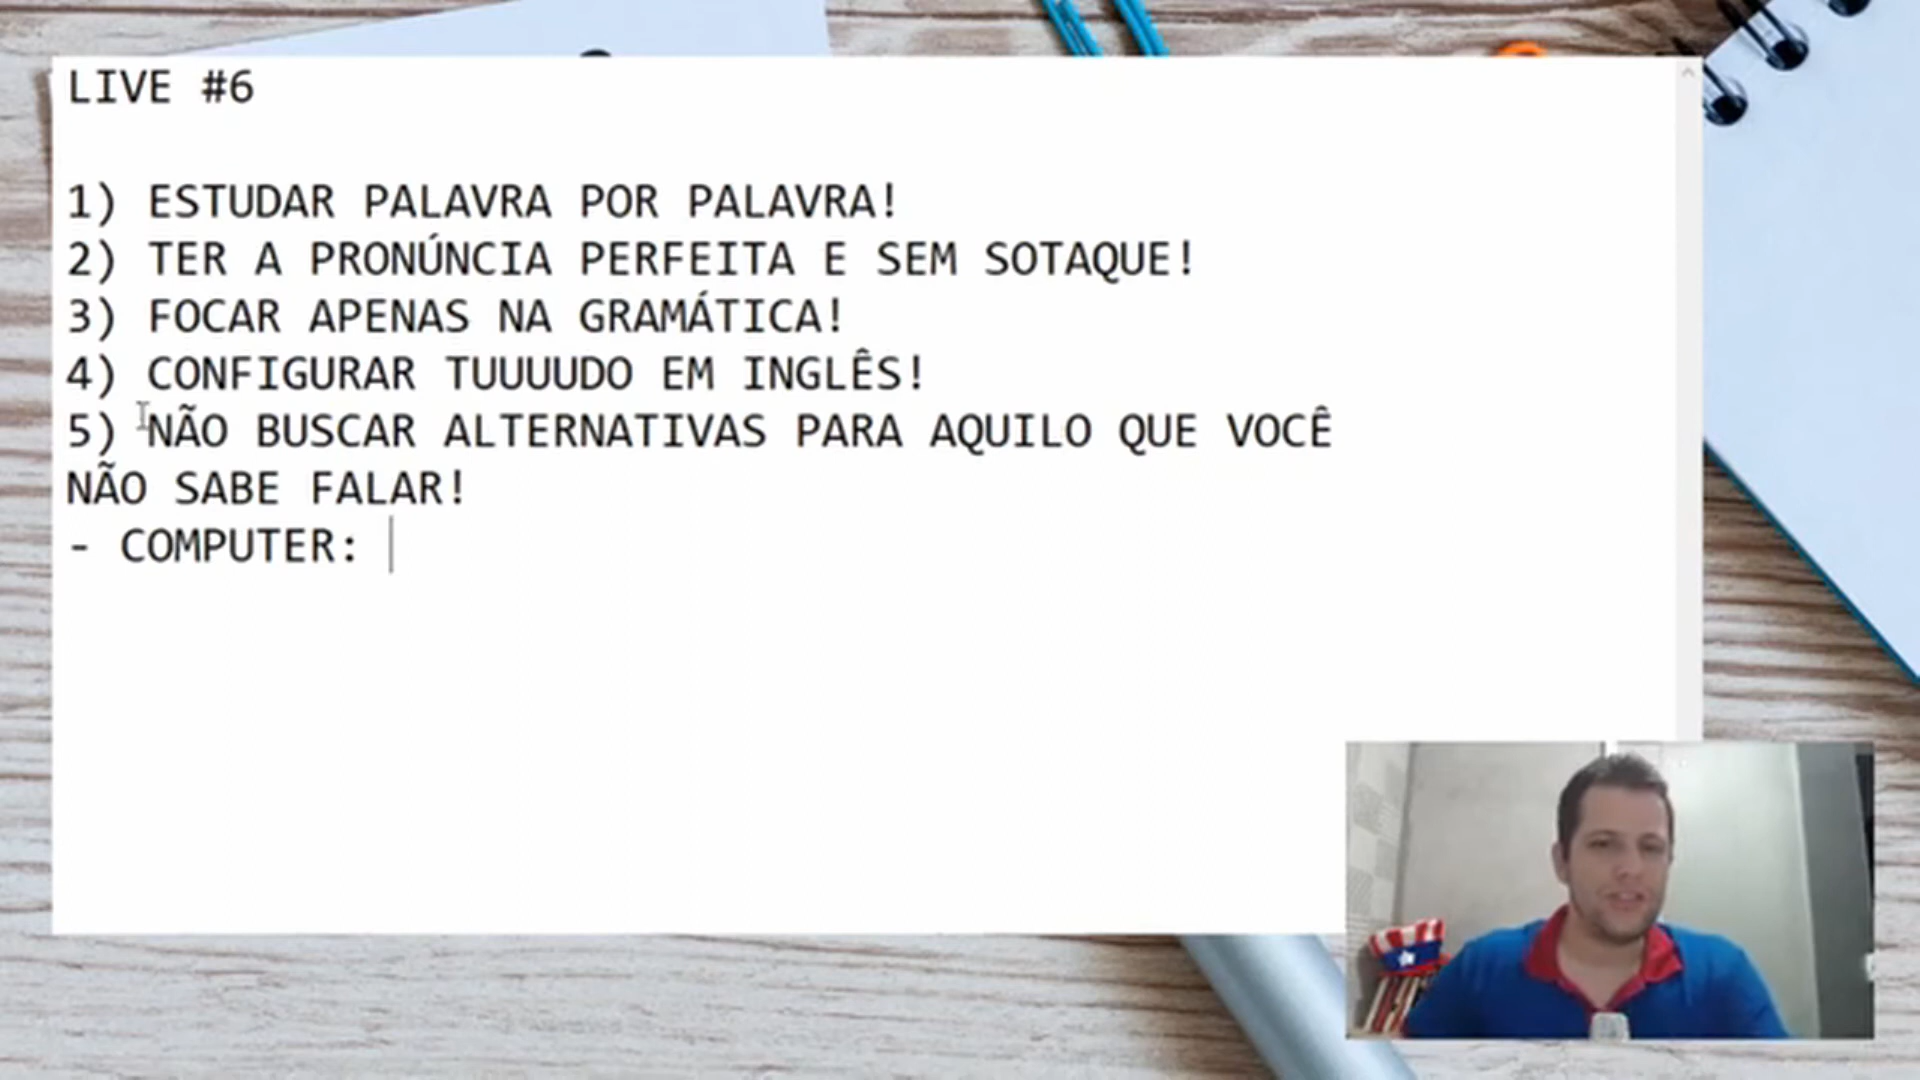 LIVE #6
1) ESTUDAR PALAVRA POR PALAVRA!
2) TER A PRONÚNCIA PERFEITA E SEM SOTAQUE!
3) FOCAR APENAS NA GRAMÁTICA!
4) CONFIGURAR TUUUUDO EM INGLÊS!
5) NÃO BUSCAR ALTERNATIVAS PARA AQUILO QUE VOCÊ
NÃO SABE FALAR!
- COMPUTER: